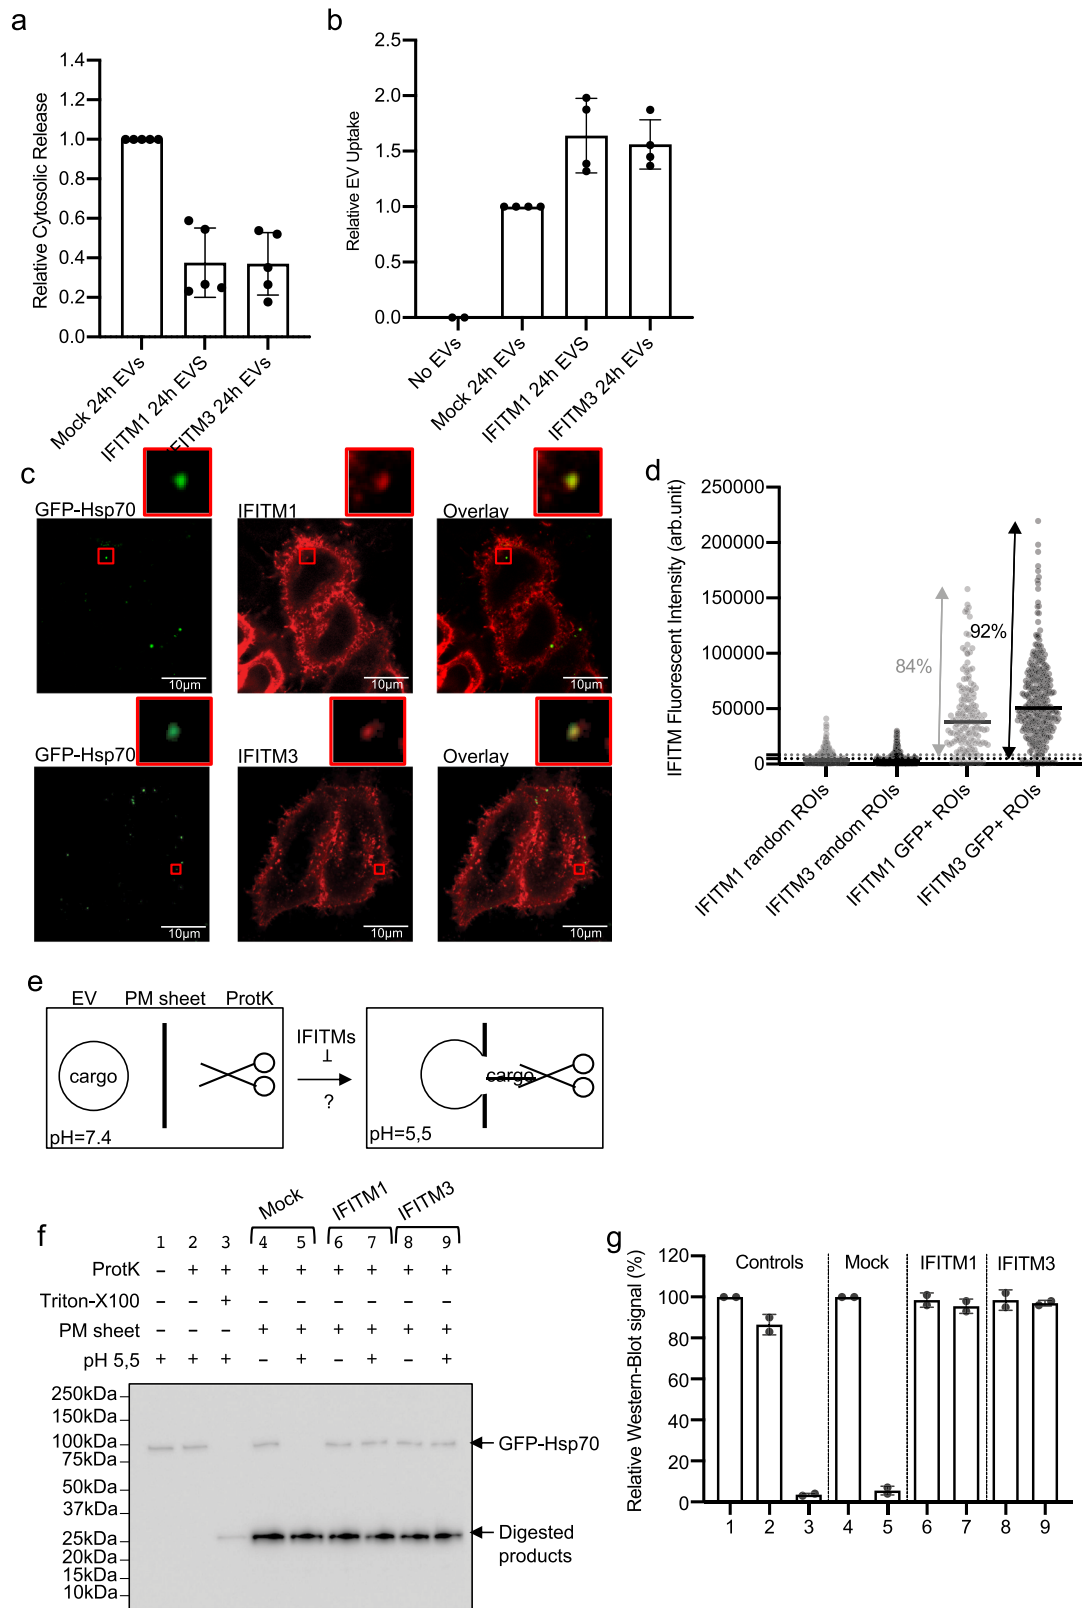 a
1.4
1.2
1.0
0.8
0.6
0.4
0.2
0.0
Relative Cytosolic Release
Mock 24h EVs
IFITM1 24h EVS
IFITM3 24h EVs
b
2.5
2.0
1.5
1.0
0.5
0.0
Relative EV Uptake
No EVs
Mock 24h EVs
IFITM1 24h EVS
IFITM3 24h EVs
c
GFP-Hsp70
IFITM1
Overlay
10µm
10µm
10µm
GFP-Hsp70
IFITM3
Overlay
10µm
10µm
10µm
d
250000
200000
150000
100000
50000
0
IFITM Fluorescent Intensity (arb.unit)
84%
92%
IFITM1 random ROIs
IFITM3 random ROIs
IFITM1 GFP+ ROIs
IFITM3 GFP+ ROIs
e
EV PM sheet ProtK
cargo
pH=7.4
IFITMs
?
cargo
pH=5,5
f
Mock IFITM1 IFITM3
1 2 3 4 5 6 7 8 9
ProtK – + + + + + + + +
Triton-X100 – – + – – – – – –
PM sheet – – – + + + + + +
pH 5,5 + + + – + – + – +
250kDa
150kDa
100kDa
75kDa
50kDa
37kDa
25kDa
20kDa
15kDa
10kDa
GFP-Hsp70
Digested
products
g
120
100
80
60
40
20
0
Relative Western-Blot signal (%)
Controls Mock IFITM1 IFITM3
1 2 3 4 5 6 7 8 9